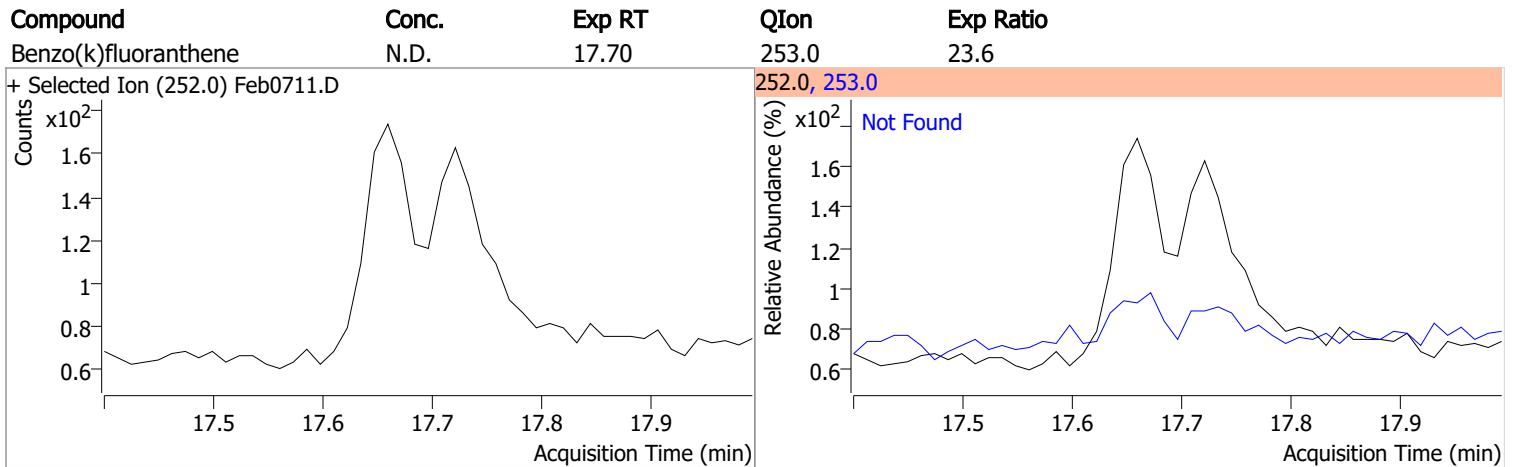 Compound Conc. Exp RT QIon Exp Ratio
Benzo(k)fluoranthene N.D. 17.70 253.0 23.6
+ Selected Ion (252.0) Feb0711.D
Counts
x10²
1.6
1.4
1.2
1
0.8
0.6
17.5 17.6 17.7 17.8 17.9
Acquisition Time (min)
252.0, 253.0
Relative Abundance (%)
x10²
Not Found
1.6
1.4
1.2
1
0.8
0.6
17.5 17.6 17.7 17.8 17.9
Acquisition Time (min)